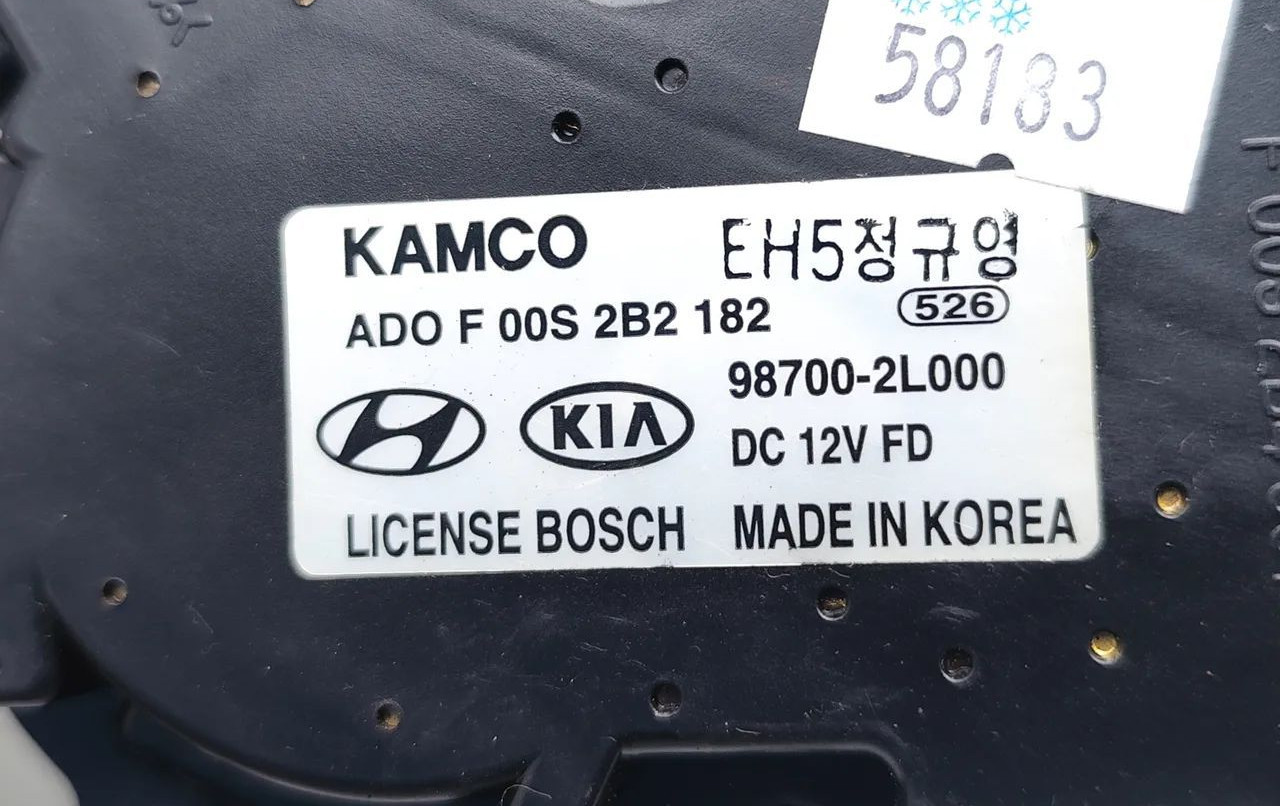 58183
KAMCO
EH5정규영
ADO F 00S 2B2 182
526
98700-2L000
KIA
DC 12V FD
LICENSE BOSCH
MADE IN KOREA